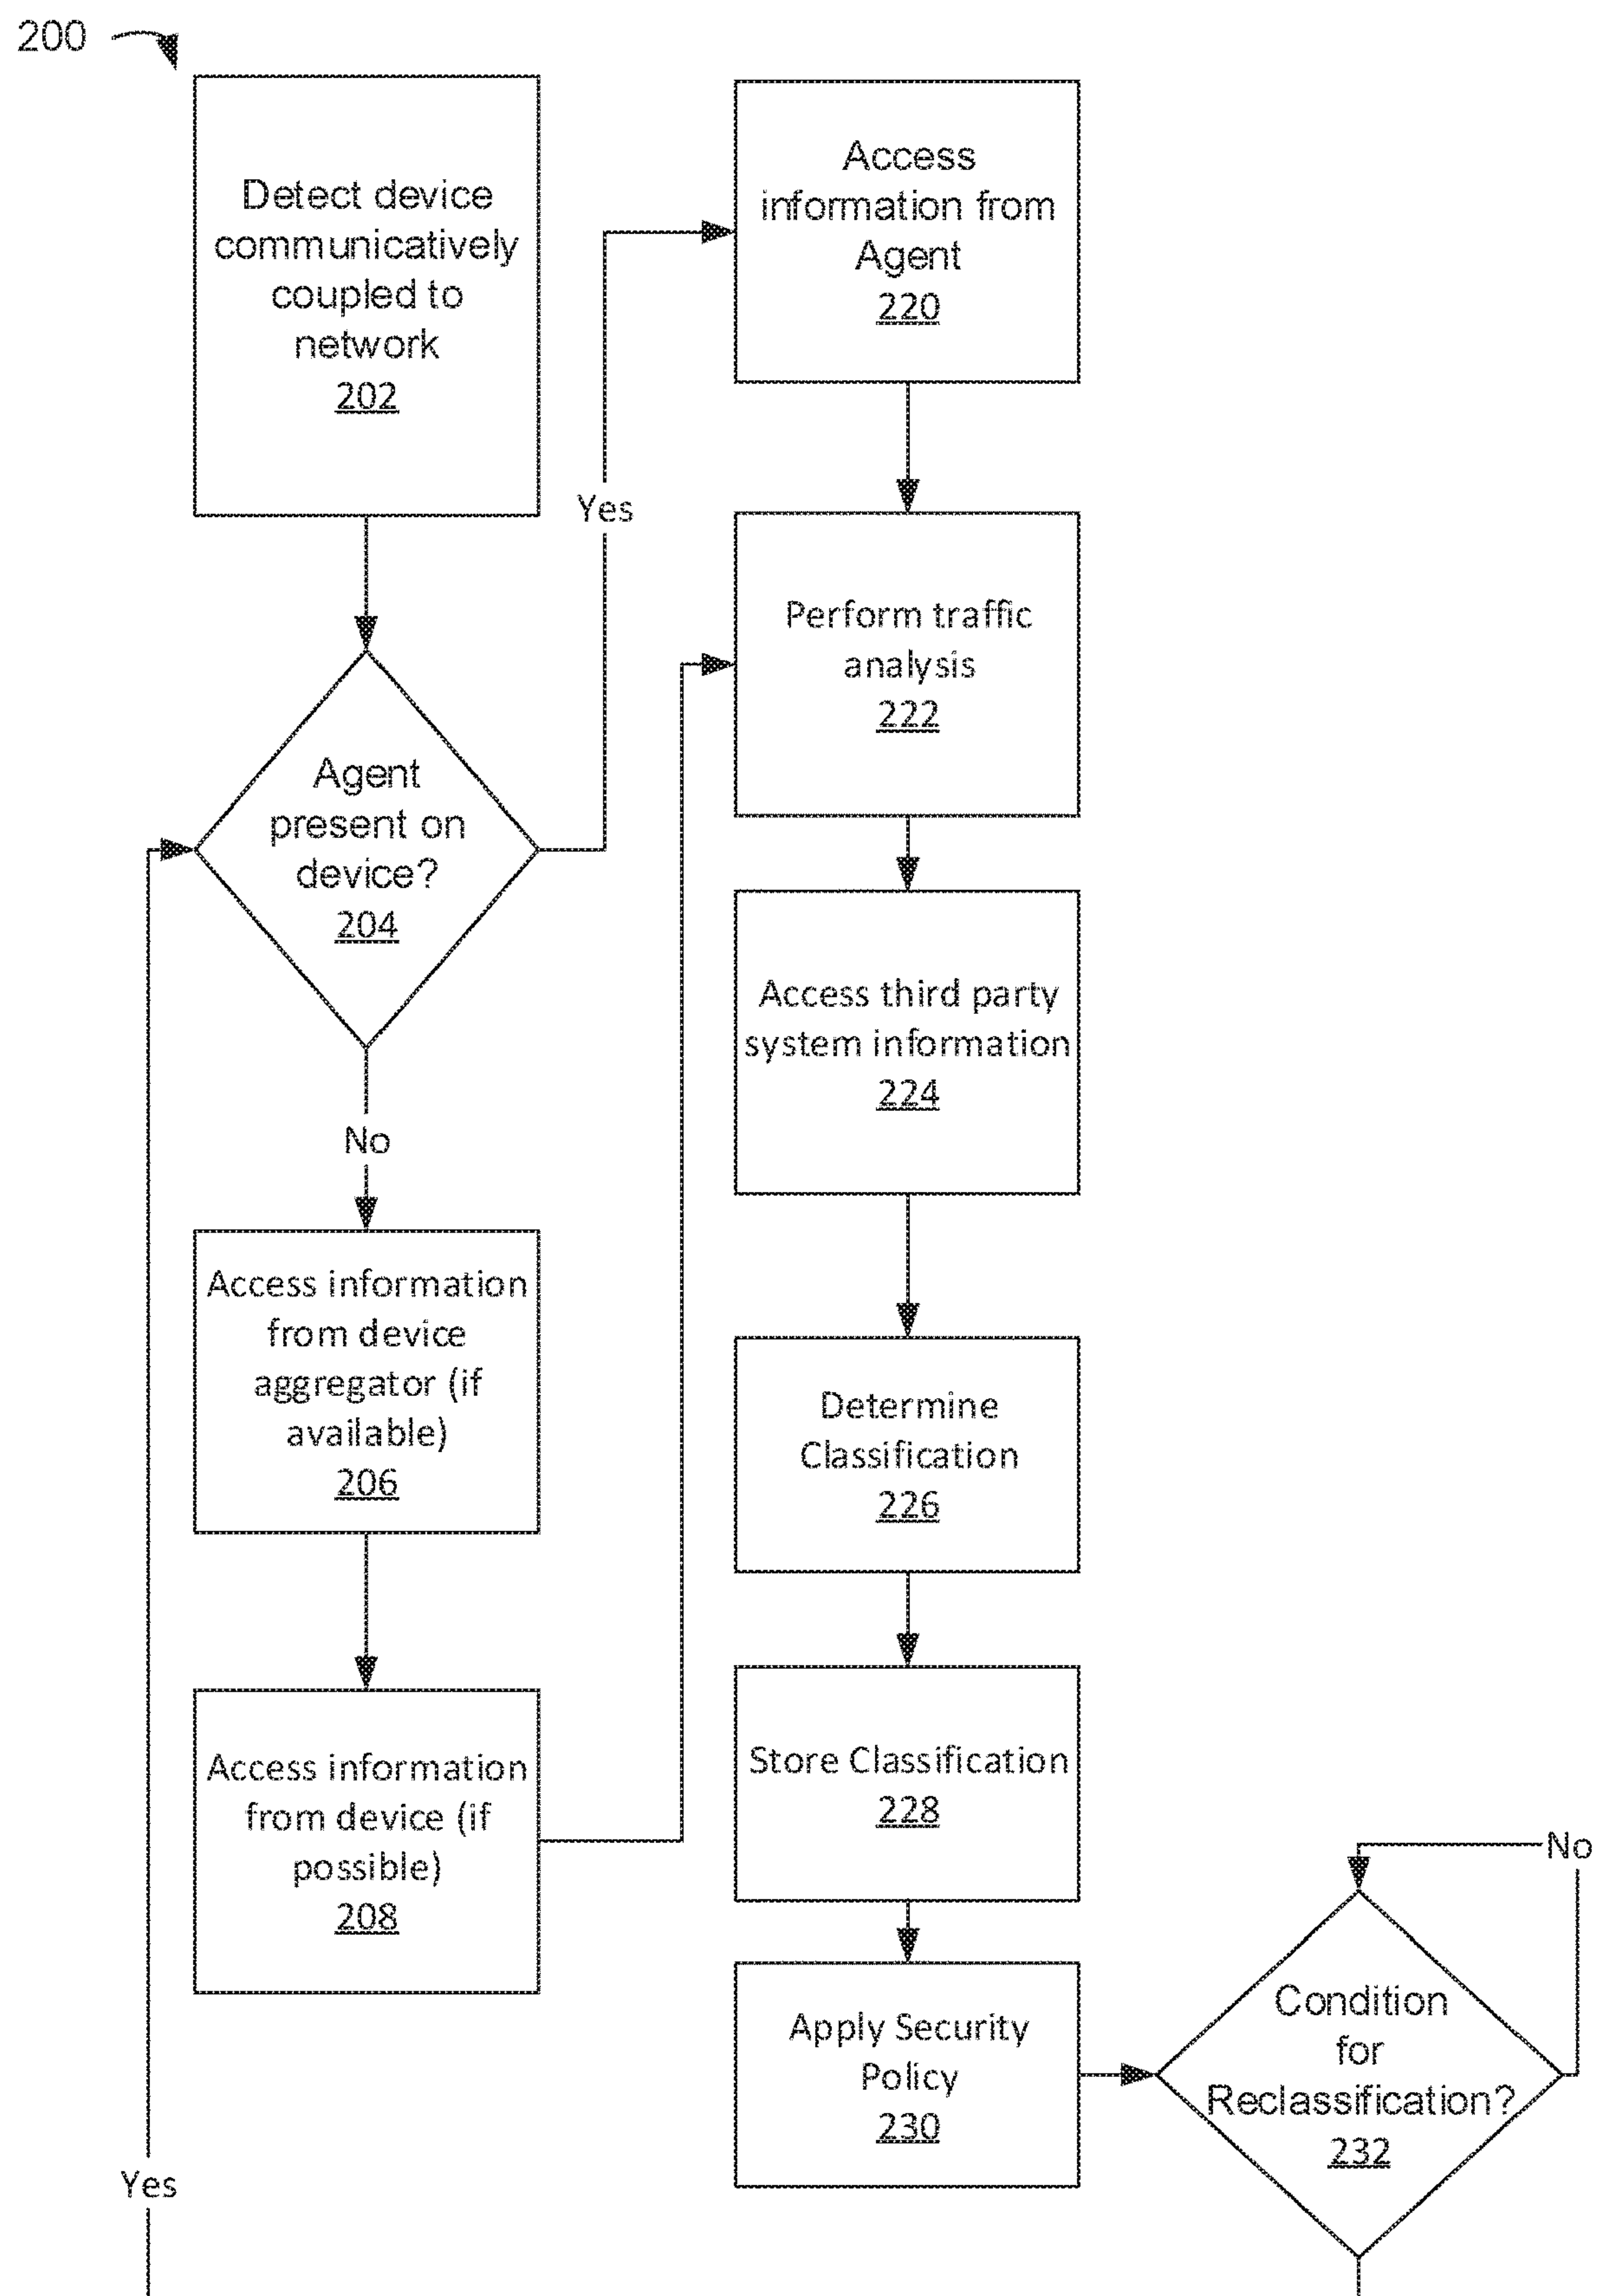 200
Detect device
communicatively
coupled to
network
202
Agent
present on
device?
204
No
Access information
from device
aggregator (if
available)
206
Access information
from device (if
possible)
208
Yes
Yes
Access
information from
Agent
220
Perform traffic
analysis
222
Access third party
system information
224
Determine
Classification
226
Store Classification
228
Apply Security
Policy
230
No
Condition
for
Reclassification?
232